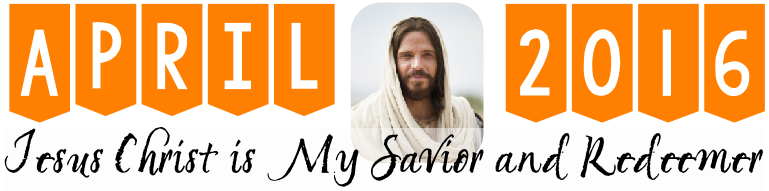 APRIL 2016
Jesus Christ is My Savior and Redeemer